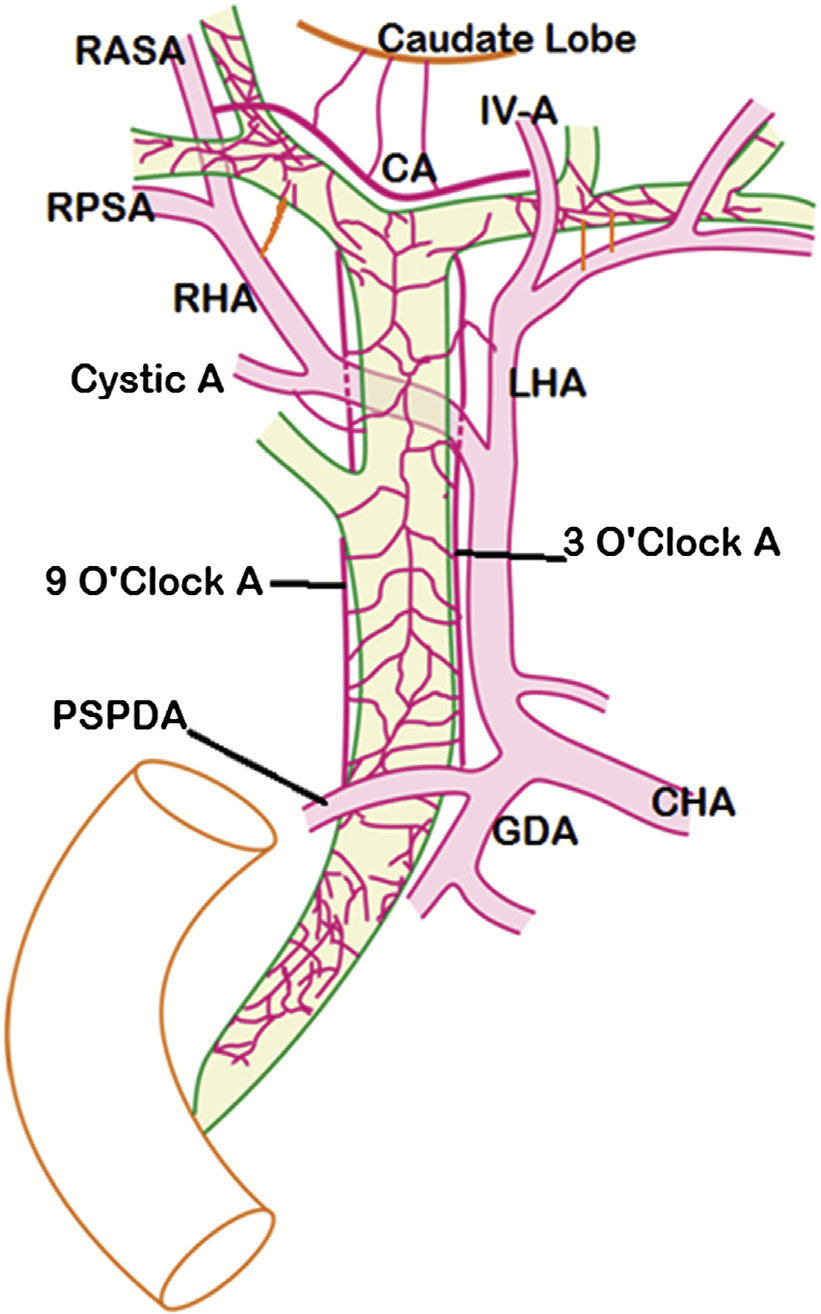 RASA
Caudate Lobe
IV-A
CA
RPSA
RHA
Cystic A
LHA
3 O'Clock A
9 O'Clock A
PSPDA
CHA
GDA